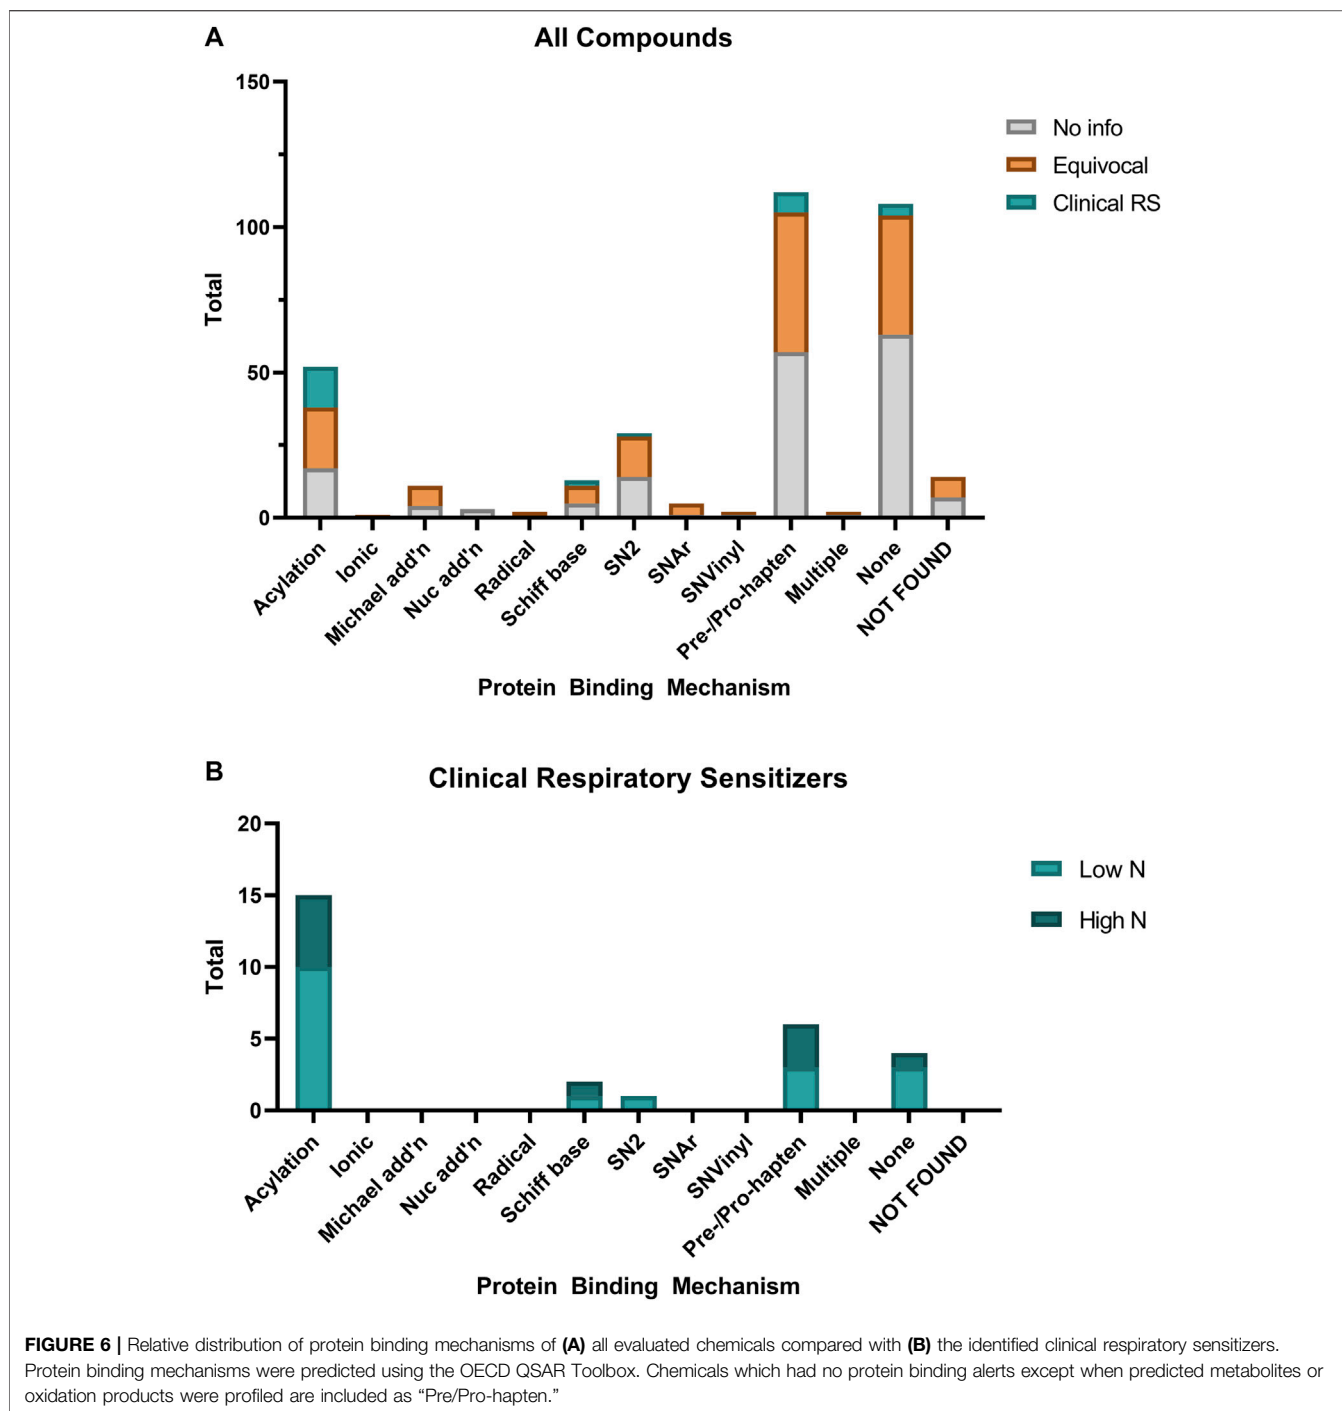 A
All Compounds
150
100
50
0
Total
No info
Equivocal
Clinical RS
Acylation
Ionic
Michael add'n
Nuc add'n
Radical
Schiff base
SN2
SNAr
SNVinyl
Pre-/Pro-hapten
Multiple
None
NOT FOUND
Protein Binding Mechanism
B
Clinical Respiratory Sensitizers
20
15
10
5
0
Total
Low N
High N
Acylation
Ionic
Michael add'n
Nuc add'n
Radical
Schiff base
SN2
SNAr
SNVinyl
Pre-/Pro-hapten
Multiple
None
NOT FOUND
Protein Binding Mechanism
FIGURE 6 | Relative distribution of protein binding mechanisms of (A) all evaluated chemicals compared with (B) the identified clinical respiratory sensitizers.
Protein binding mechanisms were predicted using the OECD QSAR Toolbox. Chemicals which had no protein binding alerts except when predicted metabolites or
oxidation products were profiled are included as “Pre/Pro-hapten.”